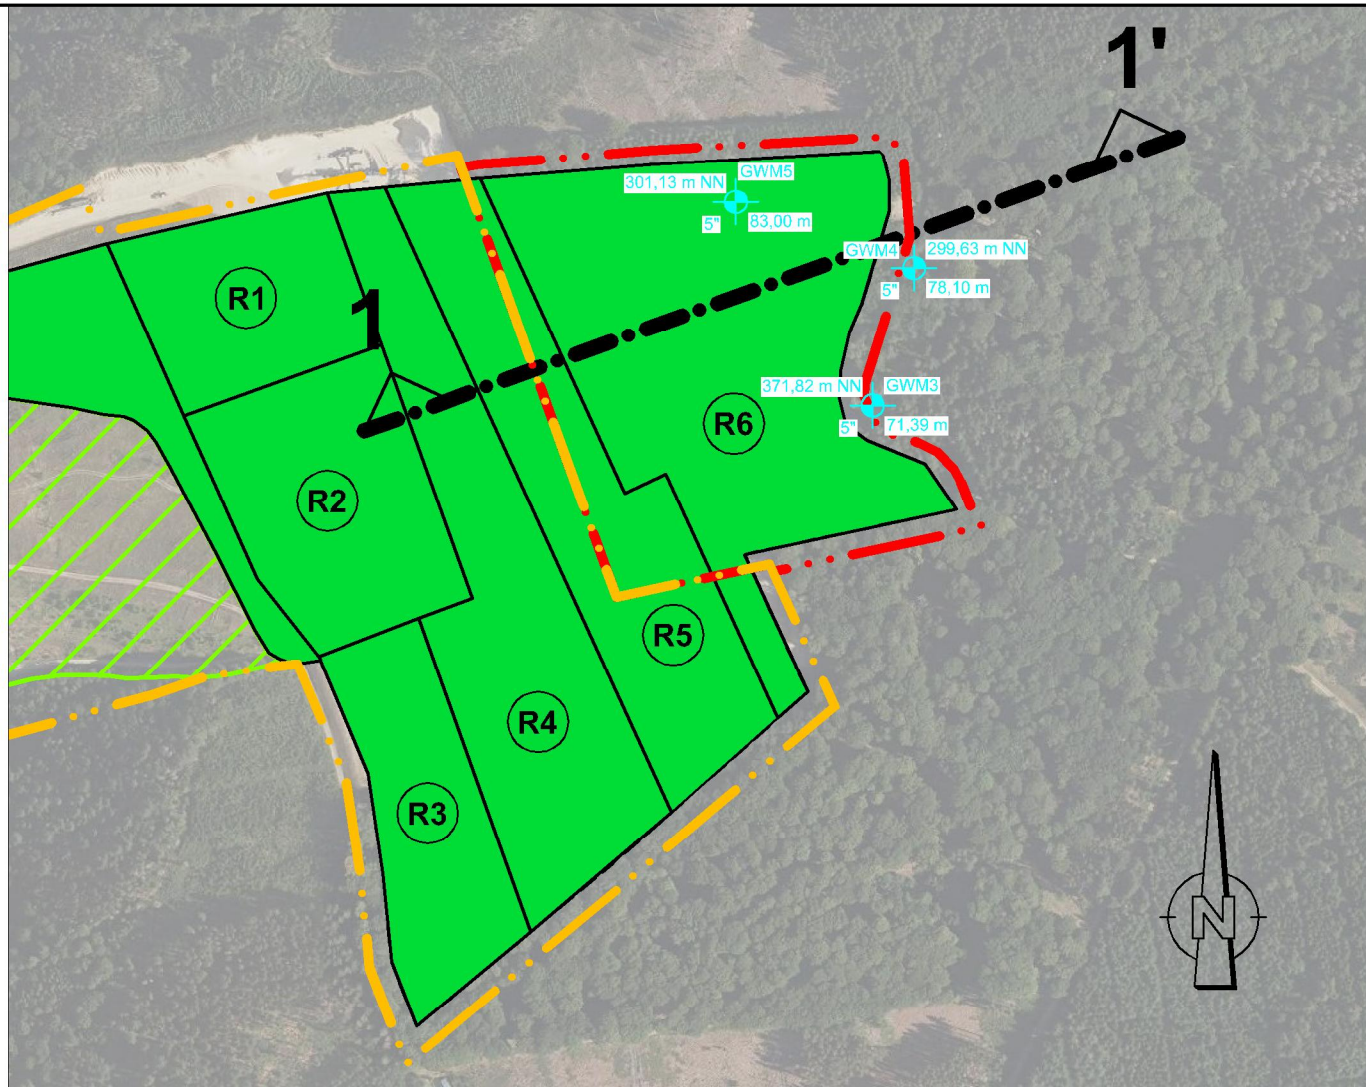 1'
301,13 m NN
GWM5
5"
83,00 m
GWM4
299,63 m NN
5"
78,10 m
R1
1
371,82 m NN
GWM3
5"
71,39 m
R6
R2
R5
R4
R3
N